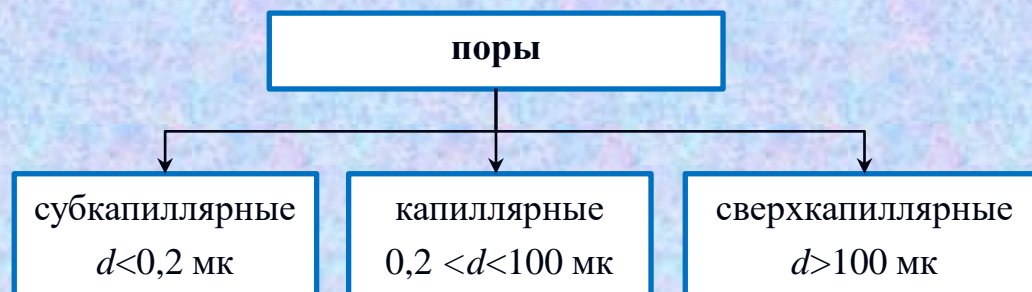 поры
субкапиллярные
d<0,2 мк
капиллярные
0,2 <d<100 мк
сверхкапиллярные
d>100 мк